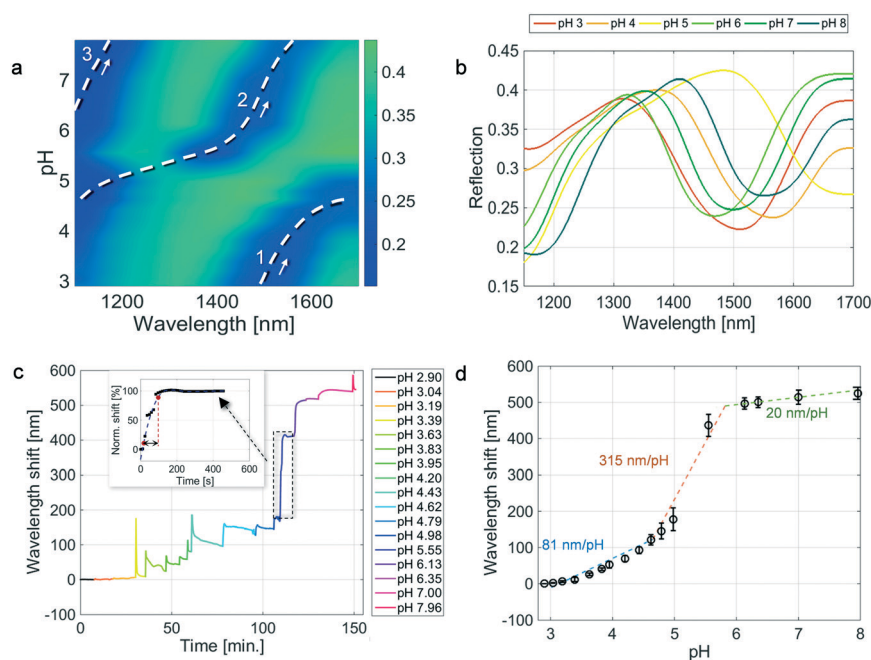 pH 3 pH 4 pH 5 pH 6 pH 7 pH 8
a
3
2
1
pH
7
6
5
4
3
1200 1400 1600
Wavelength [nm]
0.4
0.35
0.3
0.25
0.2
b
Reflection
0.45
0.4
0.35
0.3
0.25
0.2
0.15
1200 1300 1400 1500 1600 1700
Wavelength [nm]
c
Wavelength shift [nm]
600
500
400
300
200
100
0
-100
0 50 100 150
Time [min.]
Norm. shift [%]
100
50
0
0 200 400 600
Time [s]
pH 2.90
pH 3.04
pH 3.19
pH 3.39
pH 3.63
pH 3.83
pH 3.95
pH 4.20
pH 4.43
pH 4.62
pH 4.79
pH 4.98
pH 5.55
pH 6.13
pH 6.35
pH 7.00
pH 7.96
d
Wavelength shift [nm]
600
500
400
300
200
100
0
-100
20 nm/pH
315 nm/pH
81 nm/pH
3 4 5 6 7 8
pH